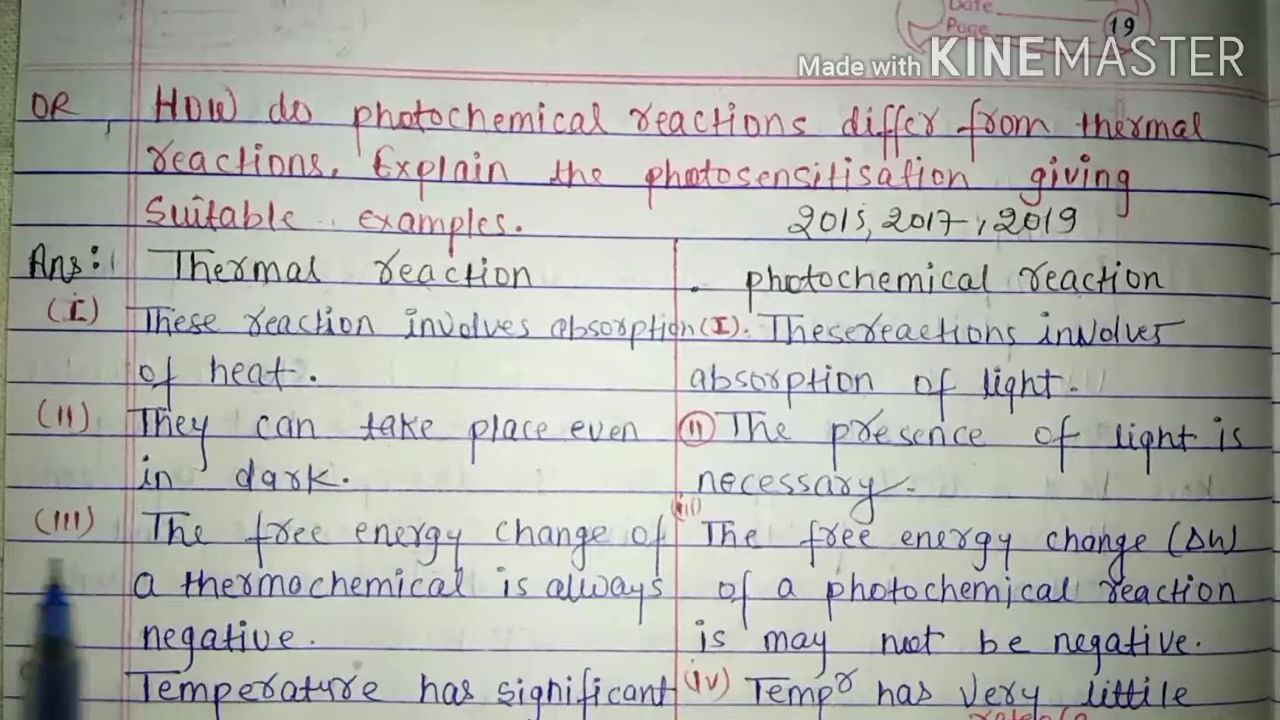 Date
Page 19
Made with KINEMASTER
OR, How do photochemical reactions differ from thermal
reactions. Explain the photosensitisation giving
Suitable examples. 2015, 2017, 2019
Ans: Thermal reaction
(I) These reaction involves absorption
of heat.
(II) They can take place even
in dark.
(III) The free energy change of
a thermochemical is always
negative.
Temperature has significant
photochemical reaction
(I). These reactions involves
absorption of light.
(II) The presence of light is
necessary.
(iii) The free energy change (Δh)
of a photochemical reaction
is may not be negative.
(iv) Tempr has very littile